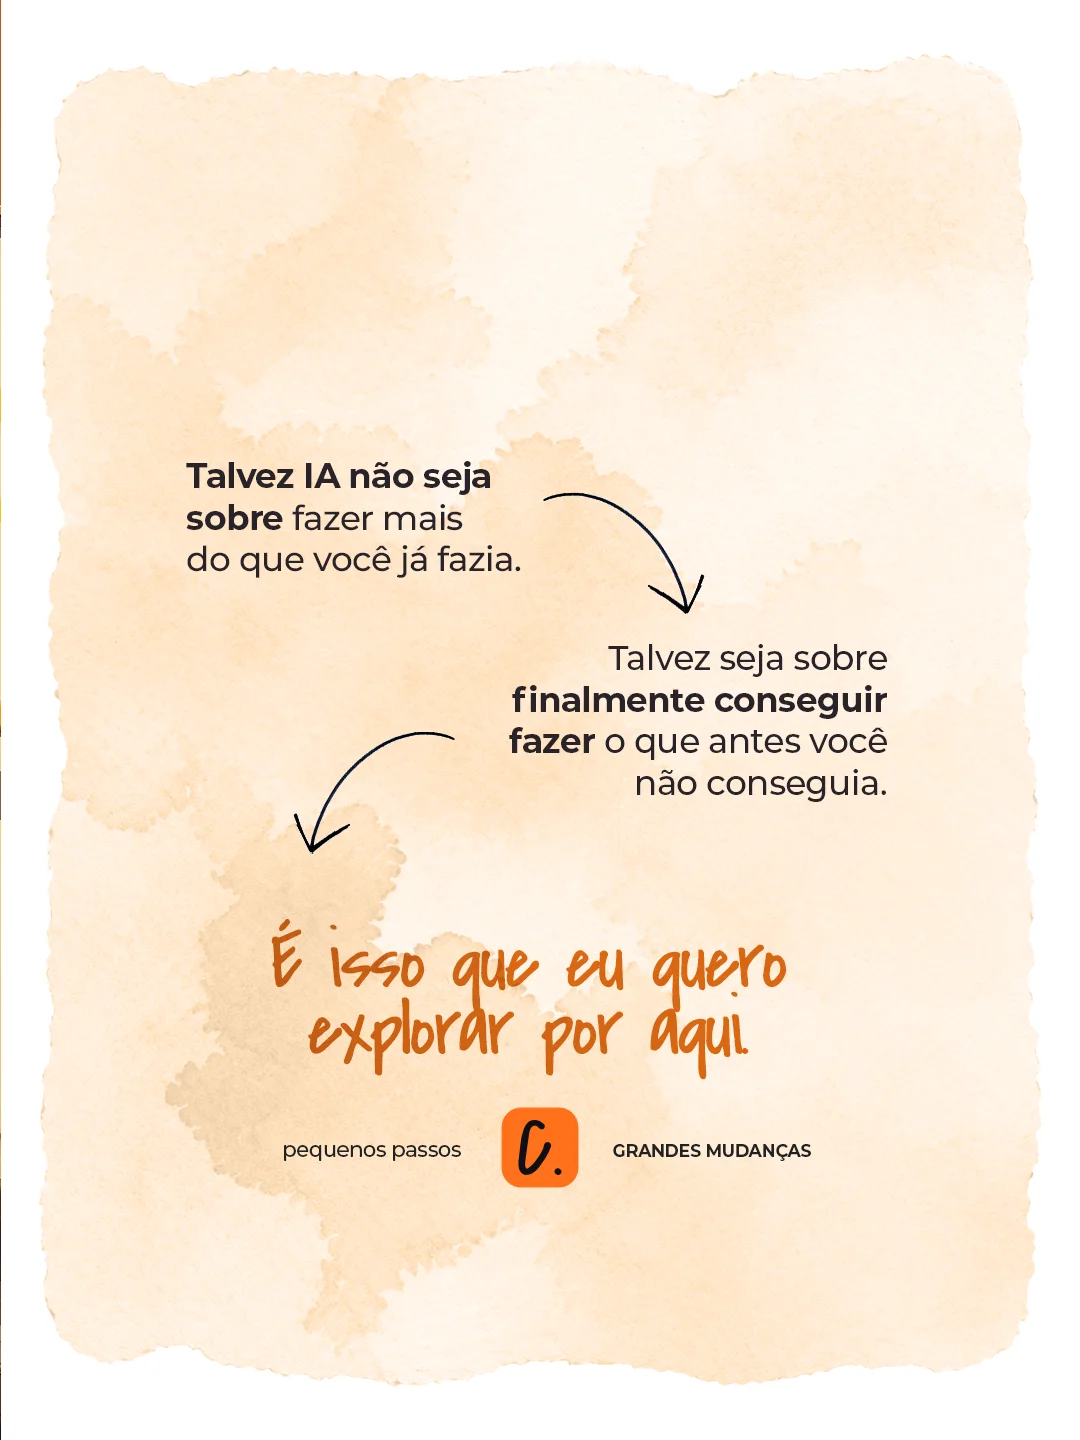 Talvez IA não seja
sobre fazer mais
do que você já fazia.
Talvez seja sobre
finalmente conseguir
fazer o que antes você
não conseguia.
É isso que eu quero
explorar por aqui.
pequenos passos
C.
GRANDES MUDANÇAS